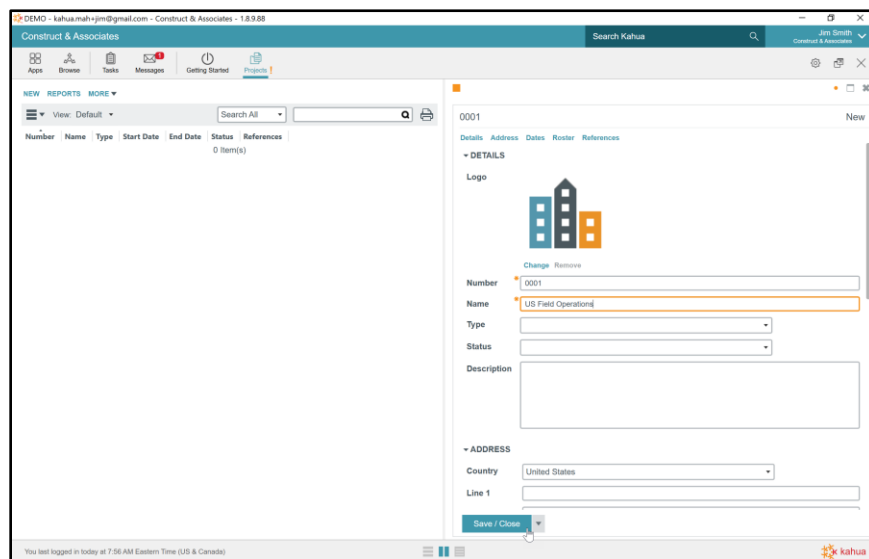 DEMO - kahua.mah+jim@gmail.com - Construct & Associates - 1.8.9.88
Construct & Associates
Search Kahua
Jim Smith
Construct & Associates
Apps
Browse
Tasks
Messages
1
Getting Started
Projects
NEW REPORTS MORE
View: Default
Search All
Number Name Type Start Date End Date Status References
0 Item(s)
0001
New
Details Address Dates Roster References
DETAILS
Logo
Change Remove
Number * 0001
Name * US Field Operations
Type
Status
Description
ADDRESS
Country United States
Line 1
Save / Close
You last logged in today at 7:56 AM Eastern Time (US & Canada)
kahua